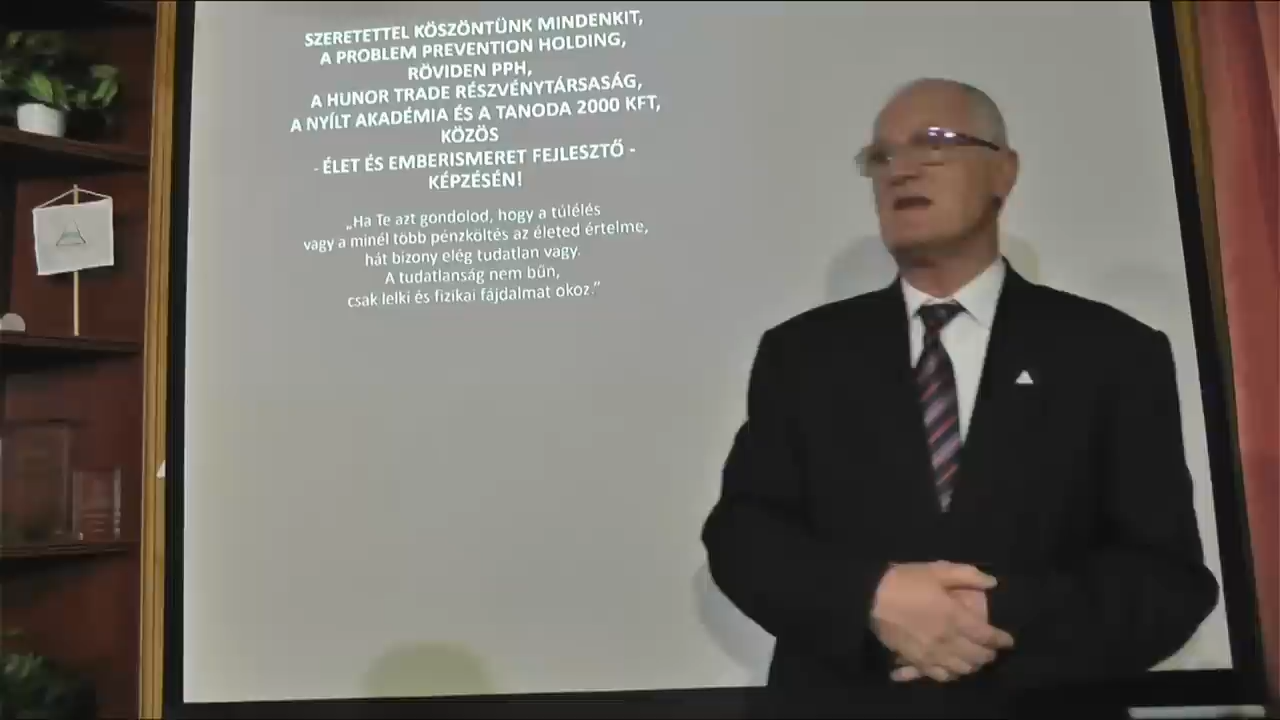 SZERETETTEL KÖSZÖNTÜNK MINDENKIT,
A PROBLEM PREVENTION HOLDING,
RÖVIDEN PPH,
A HUNOR TRADE RÉSZVÉNYTÁRSASÁG,
A NYÍLT AKADÉMIA ÉS A TANODA 2000 KFT,
KÖZÖS
- ÉLET ÉS EMBERISMERET FEJLESZTŐ -
KÉPZÉSÉN!
„Ha Te azt gondolod, hogy a túlélés
vagy a minél több pénzköltés az életed értelme,
hát bizony elég tudatlan vagy.
A tudatlanság nem bűn,
csak lelki és fizikai fájdalmat okoz.”